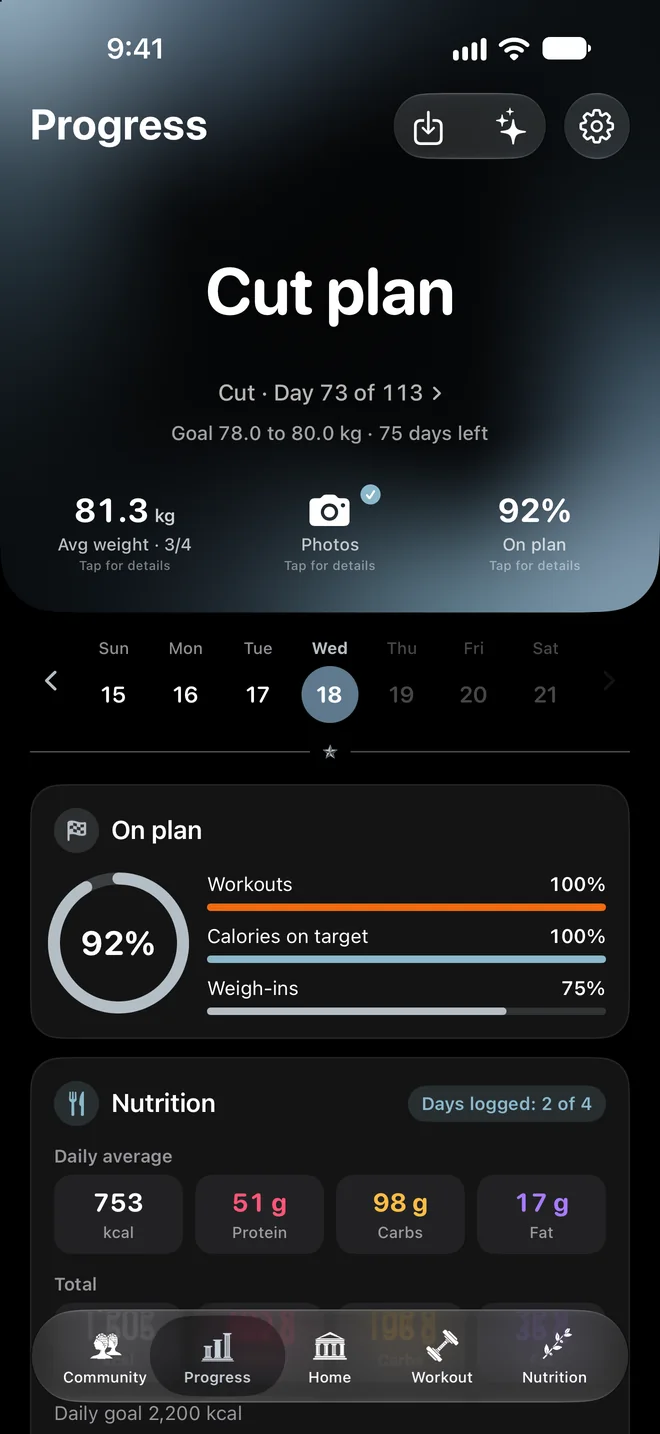 9:41
Progress
Cut plan
Cut · Day 73 of 113
Goal 78.0 to 80.0 kg · 75 days left
81.3 kg
Avg weight · 3/4
Tap for details
Photos
Tap for details
92%
On plan
Tap for details
Sun Mon Tue Wed Thu Fri Sat
15 16 17 18 19 20 21
On plan
92%
Workouts 100%
Calories on target 100%
Weigh-ins 75%
Nutrition
Days logged: 2 of 4
Daily average
753 51 g 98 g 17 g
kcal Protein Carbs Fat
Total
Community Progress Home Workout Nutrition
Daily goal 2,200 kcal